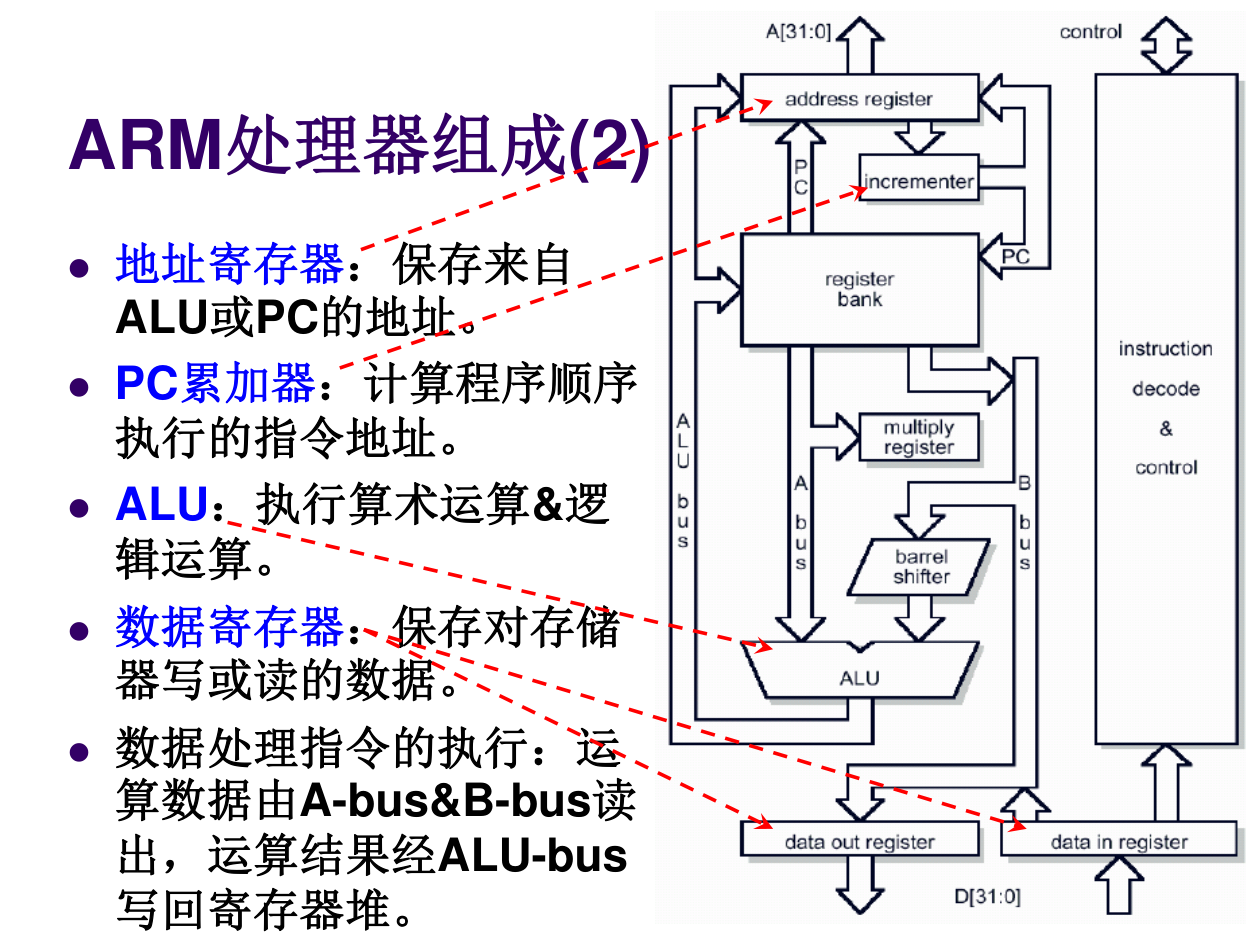 ARM处理器组成(2)
● 地址寄存器：保存来自
ALU或PC的地址。
● PC累加器：计算程序顺序
执行的指令地址。
● ALU：执行算术运算&逻
辑运算。
● 数据寄存器：保存对存储
器写或读的数据。
● 数据处理指令的执行：运
算数据由A-bus&B-bus读
出，运算结果经ALU-bus
写回寄存器堆。
A[31:0]
control
address register
PC
incrementer
PC
register
bank
instruction
decode
&
control
multiply
register
ALU bus
A bus
B bus
barrel
shifter
ALU
data out register
data in register
D[31:0]